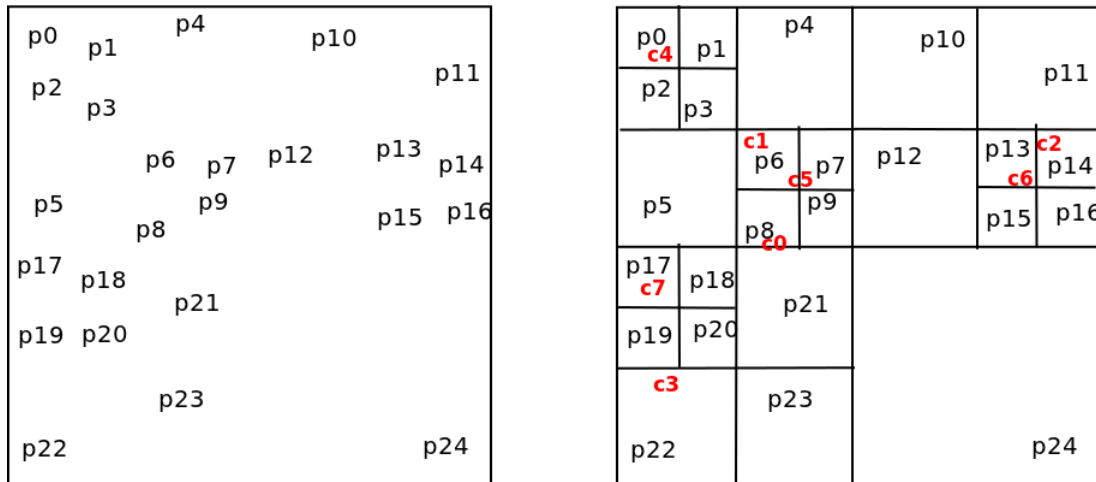 p0 p1 p4 p10
p2 p3 p11
p6 p7 p12 p13 p14
p5 p8 p9 p15 p16
p17 p18 p21
p19 p20
p23
p22 p24
p0 c4 p1 p4 p10
p2 p3 p11
c1 p6 p7 c5 p12 p13 c2 p14 c6
p5 p8 c0 p9 p15 p16
p17 c7 p18 p21
p19 p20
c3 p23
p22 p24